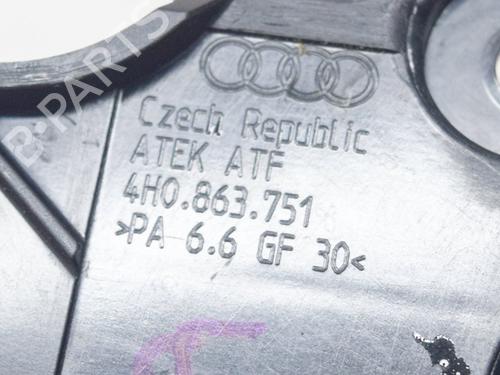 Czech Republic
ATEK ATF
4H0.863.751
>PA 6.6 GF 30<
B-PARTS